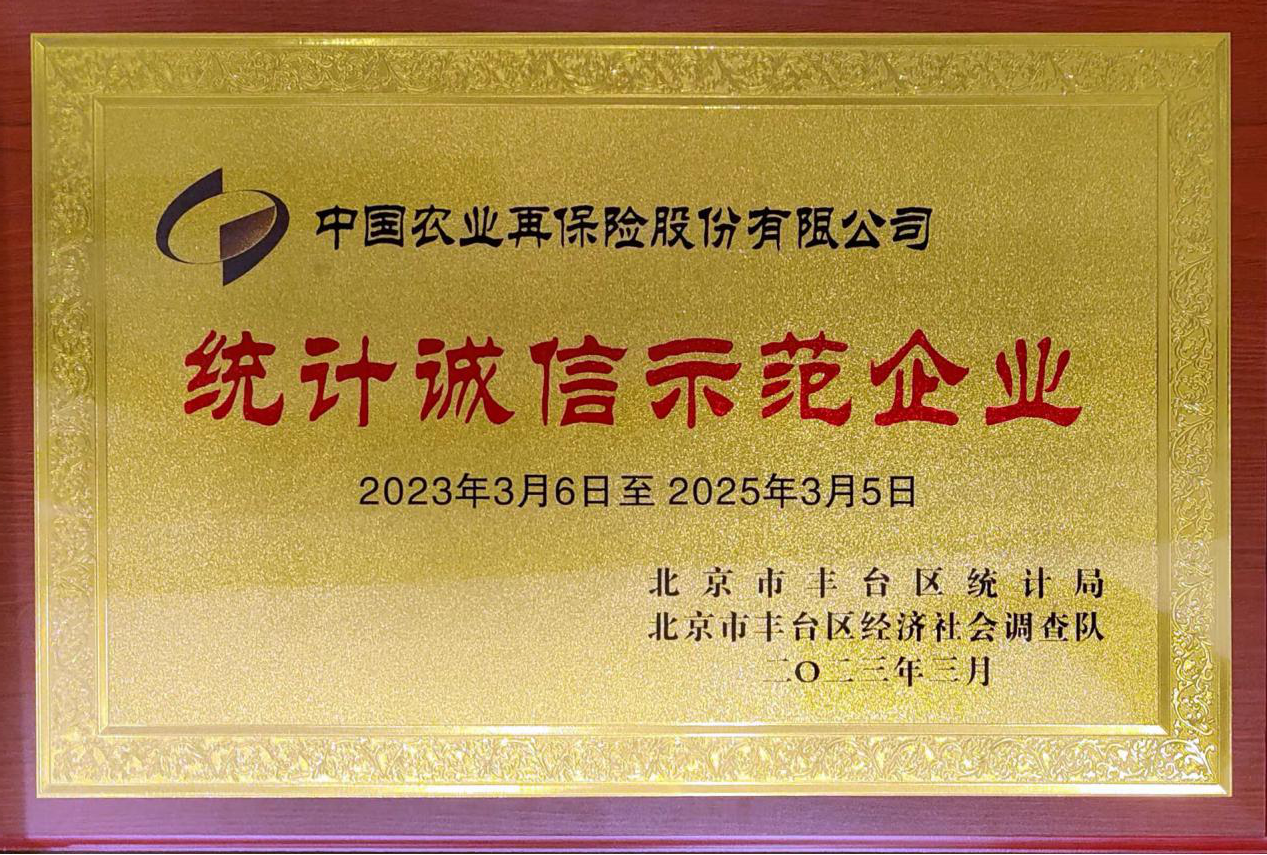 中国农业再保险股份有限公司
统计诚信示范企业
2023年3月6日至 2025年3月5日
北京市丰台区统计局
北京市丰台区经济社会调查队
二〇二三年三月